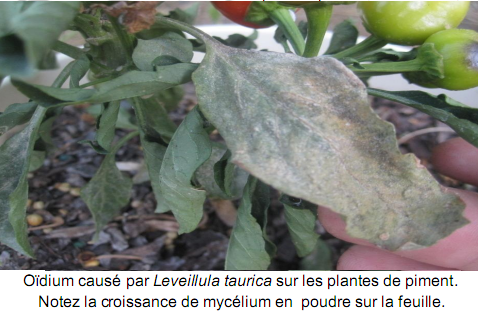 Oïdium causé par Leveillula taurica sur les plantes de piment.
Notez la croissance de mycélium en poudre sur la feuille.